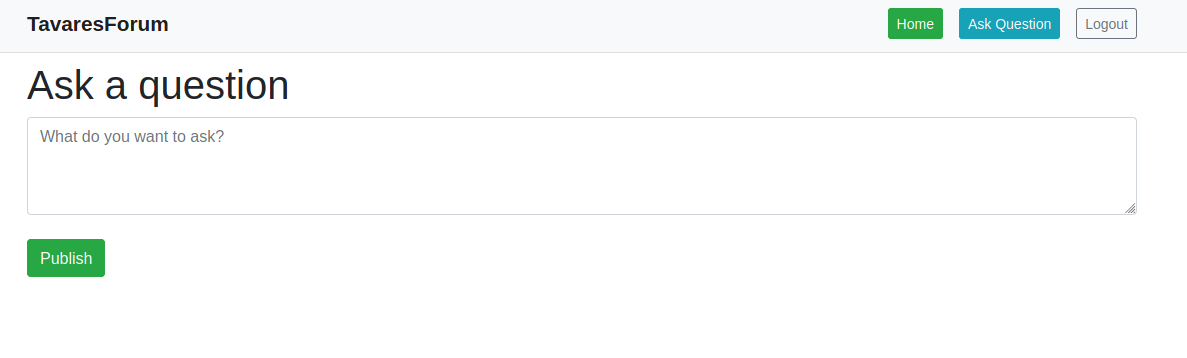 TavaresForum Home Ask Question Logout
Ask a question
What do you want to ask?
Publish